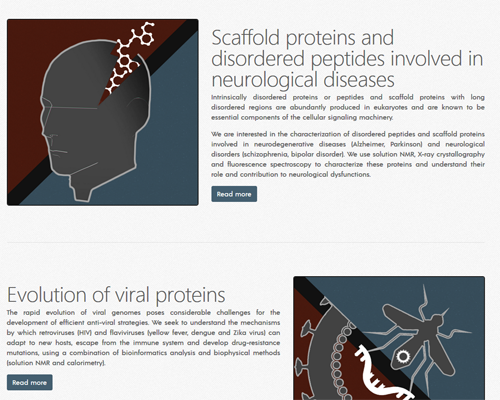 Scaffold proteins and
disordered peptides involved in
neurological diseases
Intrinsically disordered proteins or peptides and scaffold proteins with long
disordered regions are abundantly produced in eukaryotes and are known to be
essential components of the cellular signaling machinery.
We are interested in the characterization of disordered peptides and scaffold proteins
involved in neurodegenerative diseases (Alzheimer, Parkinson) and neurological
disorders (schizophrenia, bipolar disorder). We use solution NMR, X-ray crystallography
and fluorescence spectroscopy to characterize these proteins and understand their
role and contribution to neurological dysfunctions.
Read more
Evolution of viral proteins
The rapid evolution of viral genomes poses considerable challenges for the
development of efficient anti-viral strategies. We seek to understand the mechanisms
by which retroviruses (HIV) and flaviviruses (yellow fever, dengue and Zika virus) can
adapt to new hosts, escape from the immune system and develop drug-resistance
mutations, using a combination of bioinformatics analysis and biophysical methods
(solution NMR and calorimetry).
Read more